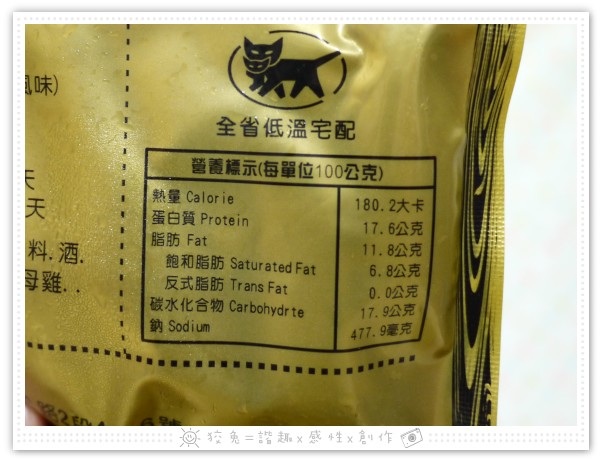 風味)
全省低溫宅配
營養標示(每單位100公克)
熱量 Calorie 180.2大卡
蛋白質 Protein 17.6公克
脂肪 Fat 11.8公克
飽和脂肪 Saturated Fat 6.8公克
反式脂肪 Trans Fat 0.0公克
碳水化合物 Carbohydrte 17.9公克
鈉 Sodium 477.9毫克
天
天
料.酒.
母雞..
狡兔=諧趣x感性x創作